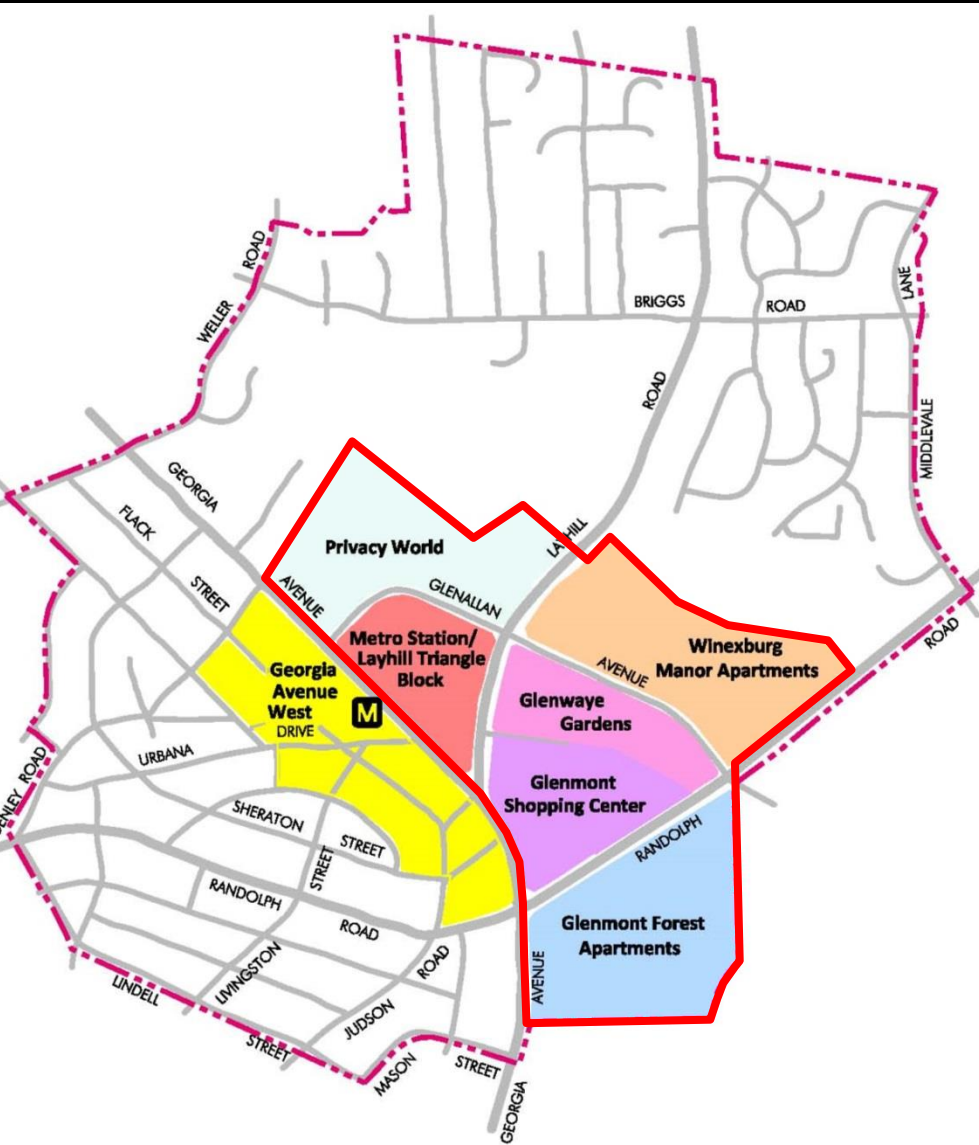 ROAD
WELLER
BRIGGS
ROAD
LANE
ROAD
MIDDLEVALE
GEORGIA
FLACK
STREET
AVENUE
Privacy World
LAYHILL
GLENALLAN
Metro Station/
Layhill Triangle
Block
Winexburg
Manor Apartments
ROAD
AVENUE
Georgia
Avenue
West
M
DRIVE
Glenwaye
Gardens
URBANA
ROAD
Glenmont
Shopping Center
SHERATON
STREET
STREET
RANDOLPH
RANDOLPH
ROAD
Glenmont Forest
Apartments
ROAD
AVENUE
LIVINGSTON
LINDELL
JUDSON
STREET
MASON
STREET
GEORGIA